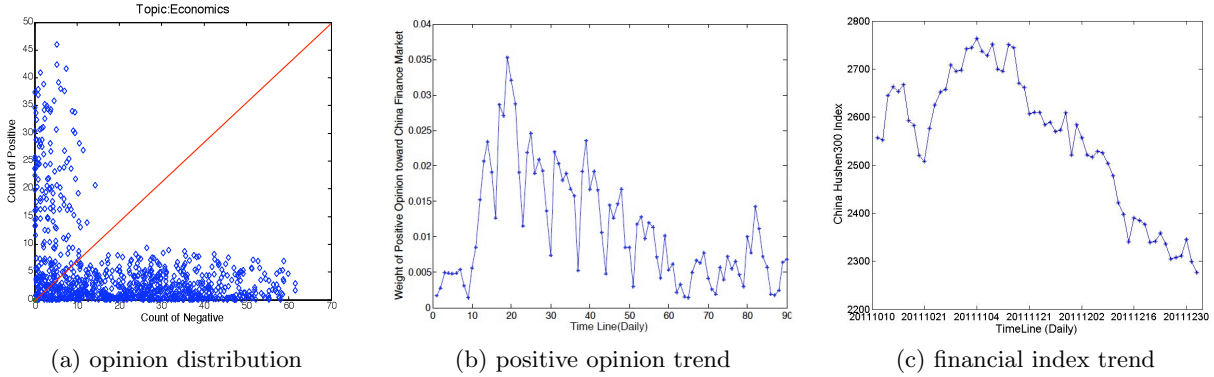 Topic:Economics
50
45
40
35
30
25
20
15
10
5
0
Count of Positive
0 10 20 30 40 50 60 70
Count of Negative
(a) opinion distribution
0.04
0.035
0.03
0.025
0.02
0.015
0.01
0.005
0
Weight of Positive Opinion toward China Finance Market
0 10 20 30 40 50 60 70 80 90
Time Line(Daily)
(b) positive opinion trend
2800
2700
2600
2500
2400
2300
2200
China Hushen300 Index
20111010 20111021 20111104 20111121 20111202 20111216 20111230
TimeLine (Daily)
(c) financial index trend